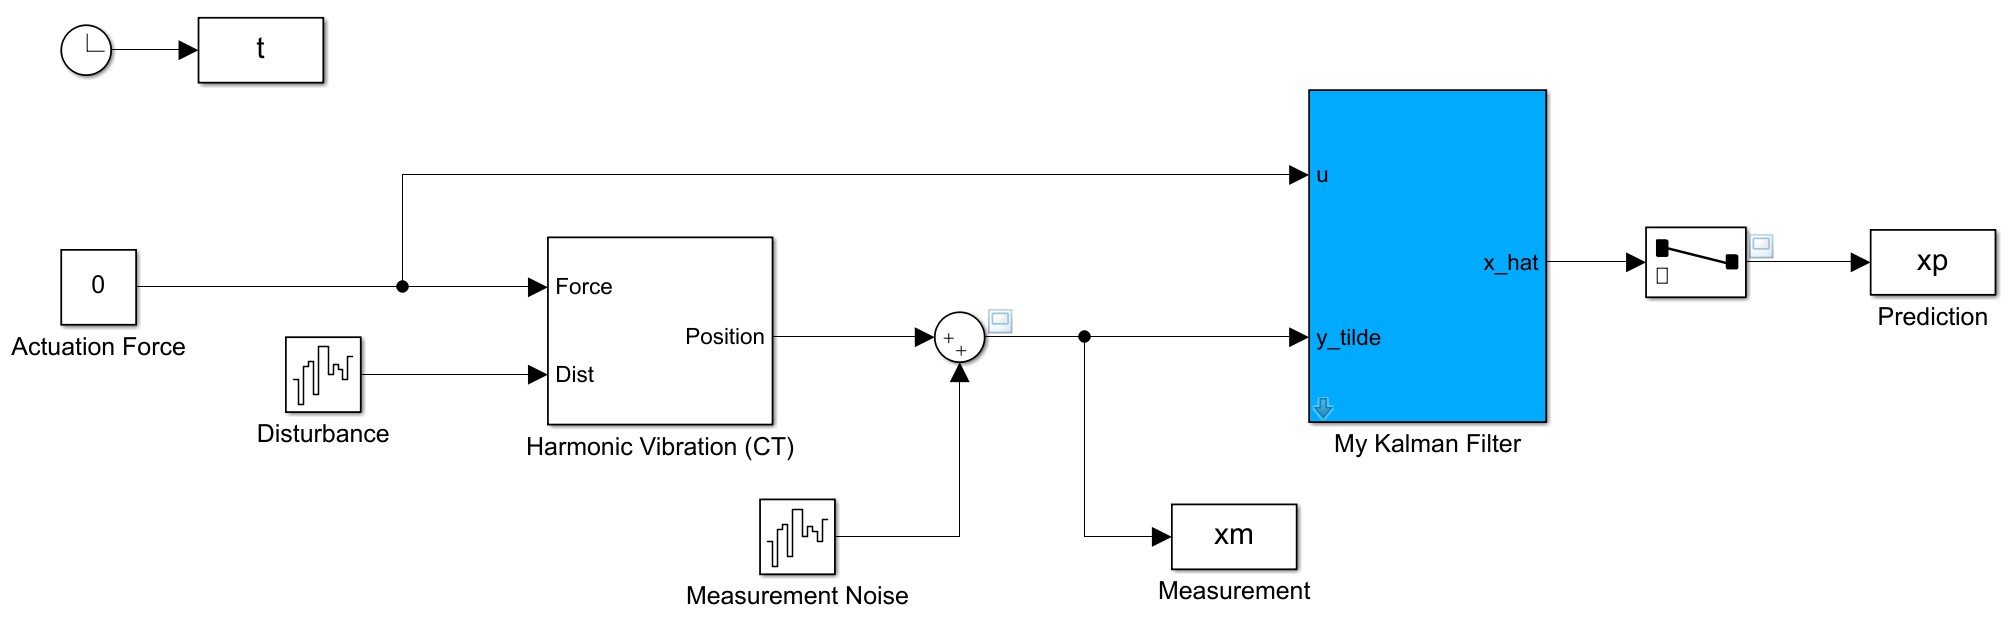 t
u
x_hat
xp
Prediction
0
Actuation Force
Force
Position
Dist
Disturbance
Harmonic Vibration (CT)
+
+
y_tilde
My Kalman Filter
xm
Measurement
Measurement Noise